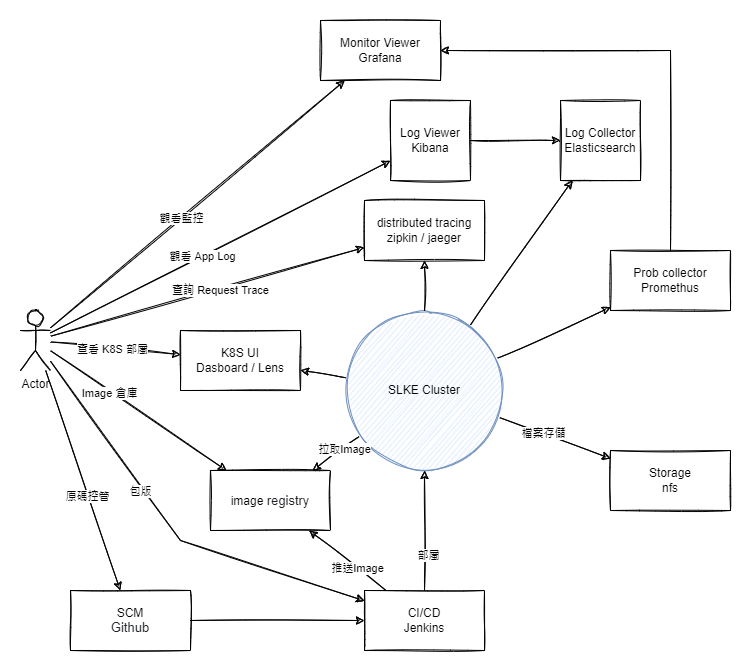 Monitor Viewer
Grafana
Log Viewer
Kibana
Log Collector
Elasticsearch
觀看監控
distributed tracing
zipkin / jaeger
觀看 App Log
查詢 Request Trace
Prob collector
Promethus
查看 K8S 部屬
K8S UI
Dasboard / Lens
Actor
Image 倉庫
SLKE Cluster
檔案存儲
拉取Image
Storage
nfs
原碼控管
包版
image registry
部屬
推送Image
SCM
Github
CI/CD
Jenkins